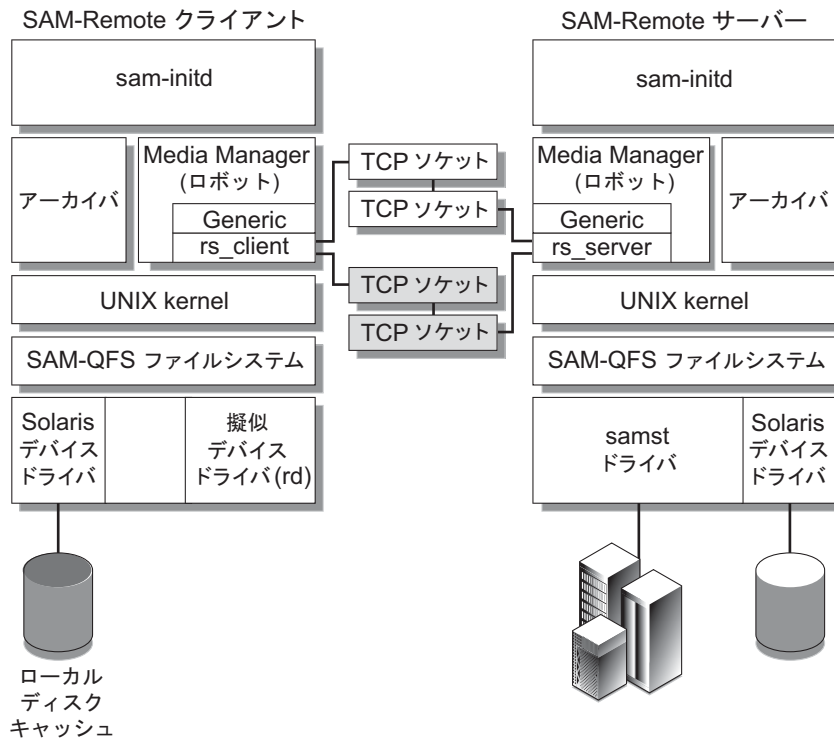 SAM-Remote クライアント
sam-initd
アーカイバ
Media Manager
(ロボット)
Generic
rs_client
UNIX kernel
SAM-QFS ファイルシステム
Solaris
デバイス
ドライバ
擬似
デバイス
ドライバ(rd)
ローカル
ディスク
キャッシュ
TCP ソケット
TCP ソケット
TCP ソケット
TCP ソケット
SAM-Remote サーバー
sam-initd
Media Manager
(ロボット)
Generic
rs_server
アーカイバ
UNIX kernel
SAM-QFS ファイルシステム
samst
ドライバ
Solaris
デバイス
ドライバ